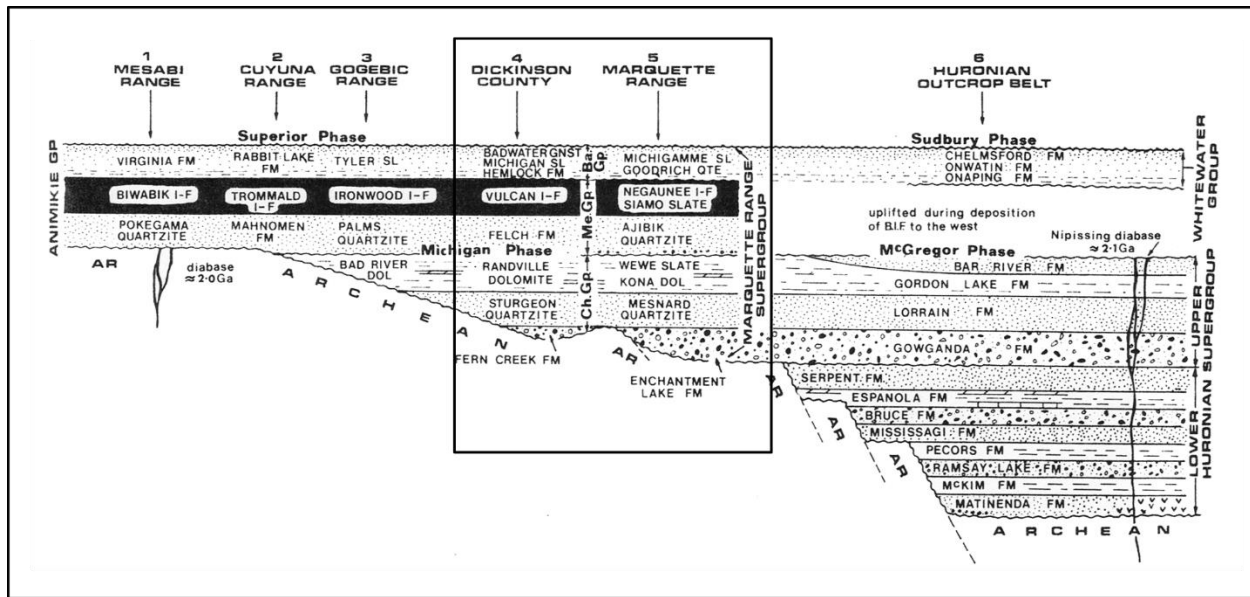 1
MESABI
RANGE
2
CUYUNA
RANGE
3
GOGEBIC
RANGE
4
DICKINSON
COUNTY
5
MARQUETTE
RANGE
6
HURONIAN
OUTCROP BELT
Superior Phase
Sudbury Phase
ANIMIKIE GP
VIRGINIA FM
RABBIT LAKE
FM
TYLER SL
BADWATER GNST
MICHIGAN SL
HEMLOCK FM
Ba.
Gp.
MICHIGAMME SL
GOODRICH QTE
CHELMSFORD FM
ONWATIN FM
ONAPING FM
WHITEWATER
GROUP
BIWABIK I-F
TROMMALD
I-F
IRONWOOD I-F
VULCAN I-F
Me.Gp.
NEGAUNEE I-F
SIAMO SLATE
POKEGAMA
QUARTZITE
MAHNOMEN
FM
PALMS
QUARTZITE
FELCH FM
AJIBIK
QUARTZITE
uplifted during deposition
of B.I.F to the west
Nipissing diabase
≈2·1Ga
Michigan Phase
McGregor Phase
AR
diabase
≈2·0Ga
ARCHEAN
BAD RIVER
DOL
RANDVILLE
DOLOMITE
Ch.Gp.
WEWE SLATE
KONA DOL
MARQUETTE RANGE
SUPERGROUP
BAR RIVER FM
GORDON LAKE FM
STURGEON
QUARTZITE
MESNARD
QUARTZITE
LORRAIN FM
GOWGANDA FM
FERN CREEK FM
AR
ENCHANTMENT
LAKE FM
AR
AR
AR
SERPENT FM
ESPANOLA FM
BRUCE FM
MISSISSAGI FM
PECORS FM
RAMSAY LAKE FM
McKIM FM
MATINENDA FM
ARCHEAN
UPPER
LOWER
HURONIAN SUPERGROUP